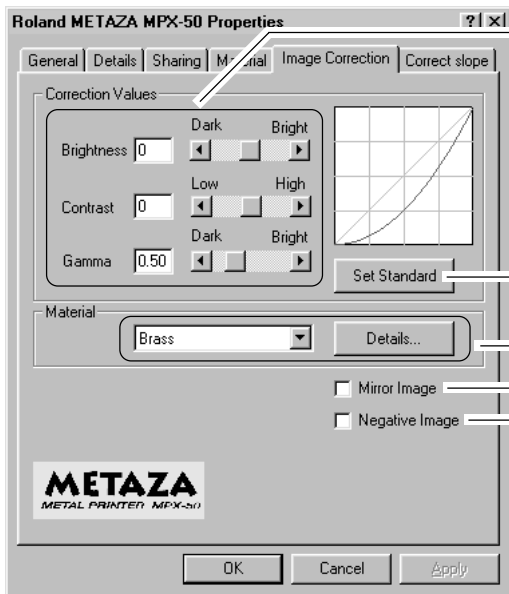 Roland METAZA MPX-50 Properties
General Details Sharing Material Image Correction Correct slope
Correction Values
Dark Bright
Brightness 0
Low High
Contrast 0
Dark Bright
Gamma 0.50
Set Standard
Material
Brass Details...
Mirror Image
Negative Image
METAZA
METAL PRINTER MPX-50
OK Cancel Apply